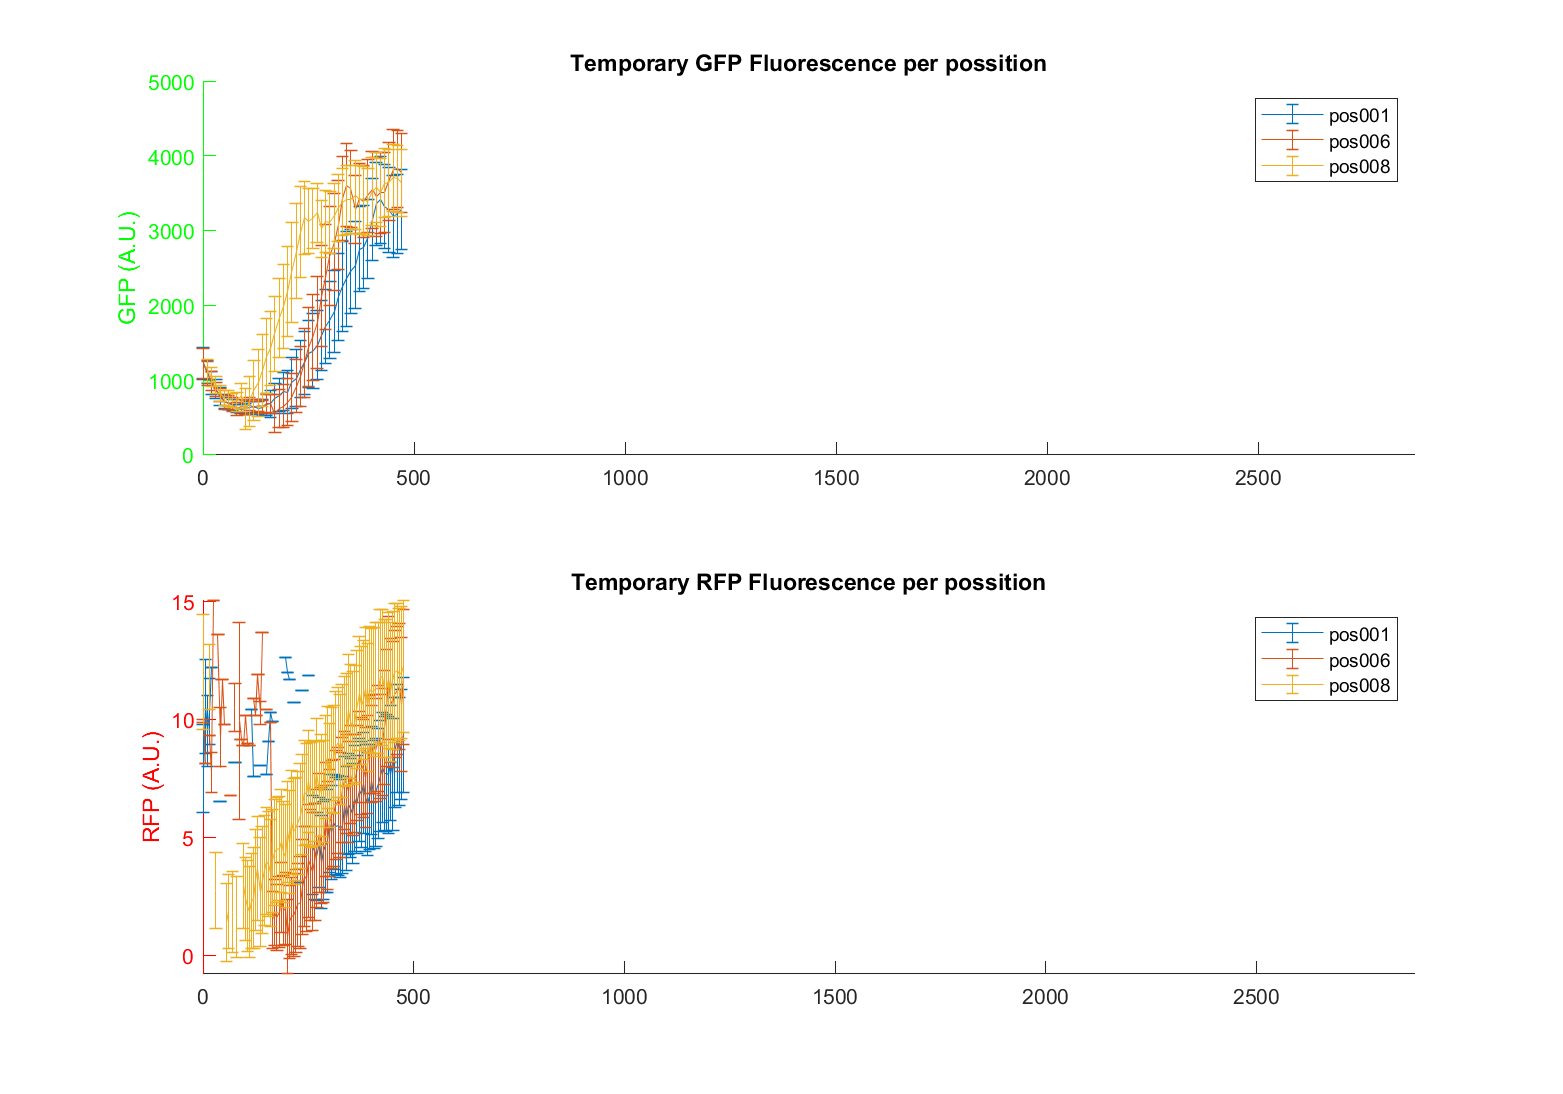 Temporary GFP Fluorescence per possition
5000
4000
3000
2000
1000
0
GFP (A.U.)
pos001
pos006
pos008
0 500 1000 1500 2000 2500
Temporary RFP Fluorescence per possition
15
10
5
0
RFP (A.U.)
pos001
pos006
pos008
0 500 1000 1500 2000 2500